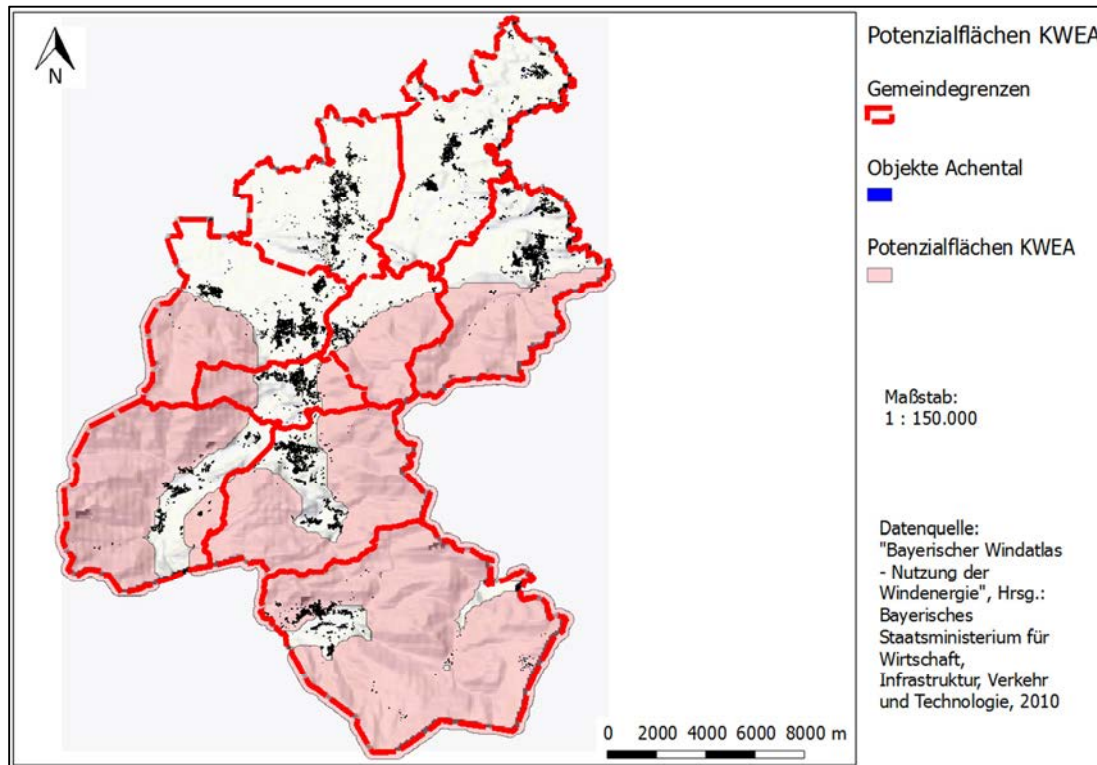 N
Potenzialflächen KWEA
Gemeindegrenzen
Objekte Achental
Potenzialflächen KWEA
Maßstab:
1 : 150.000
Datenquelle:
"Bayerischer Windatlas
- Nutzung der
Windenergie", Hrsg.:
Bayerisches
Staatsministerium für
Wirtschaft,
Infrastruktur, Verkehr
und Technologie, 2010
0 2000 4000 6000 8000 m